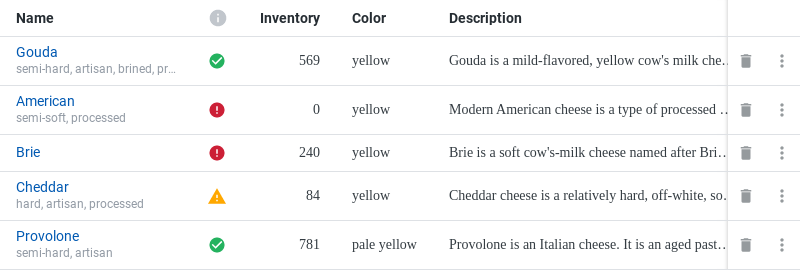 Name Inventory Color Description
Gouda 569 yellow Gouda is a mild-flavored, yellow cow's milk che…
semi-hard, artisan, brined, pr…
American 0 yellow Modern American cheese is a type of processed …
semi-soft, processed
Brie 240 yellow Brie is a soft cow's-milk cheese named after Bri…
Cheddar 84 yellow Cheddar cheese is a relatively hard, off-white, so…
hard, artisan, processed
Provolone 781 pale yellow Provolone is an Italian cheese. It is an aged past…
semi-hard, artisan